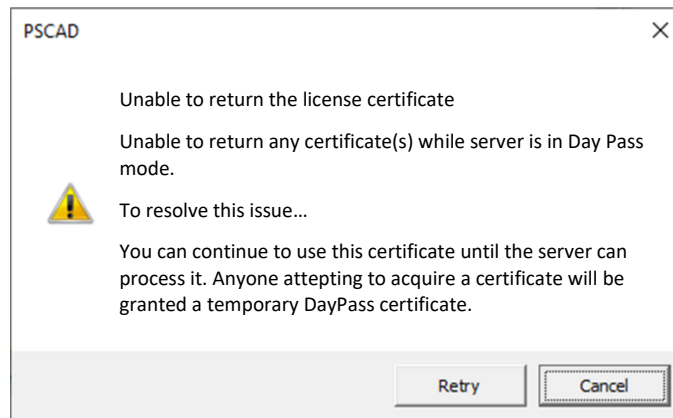 PSCAD
Unable to return the license certificate
Unable to return any certificate(s) while server is in Day Pass
mode.
To resolve this issue...
You can continue to use this certificate until the server can
process it. Anyone attepting to acquire a certificate will be
granted a temporary DayPass certificate.
Retry
Cancel